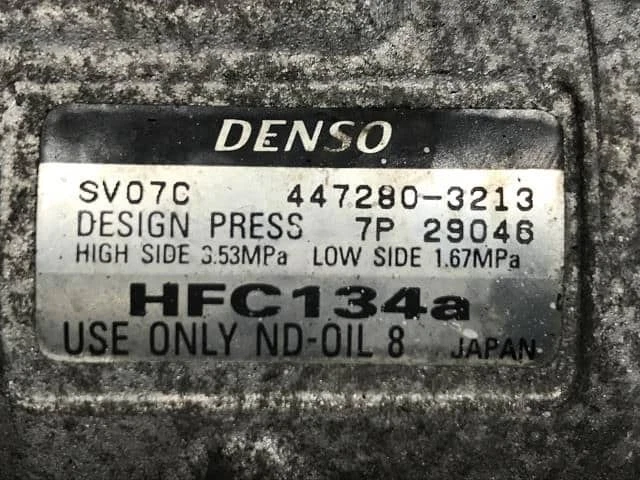 DENSO
SV07C 447280-3213
DESIGN PRESS 7P 29046
HIGH SIDE 3.53MPa LOW SIDE 1.67MPa
HFC134a
USE ONLY ND-OIL 8 JAPAN